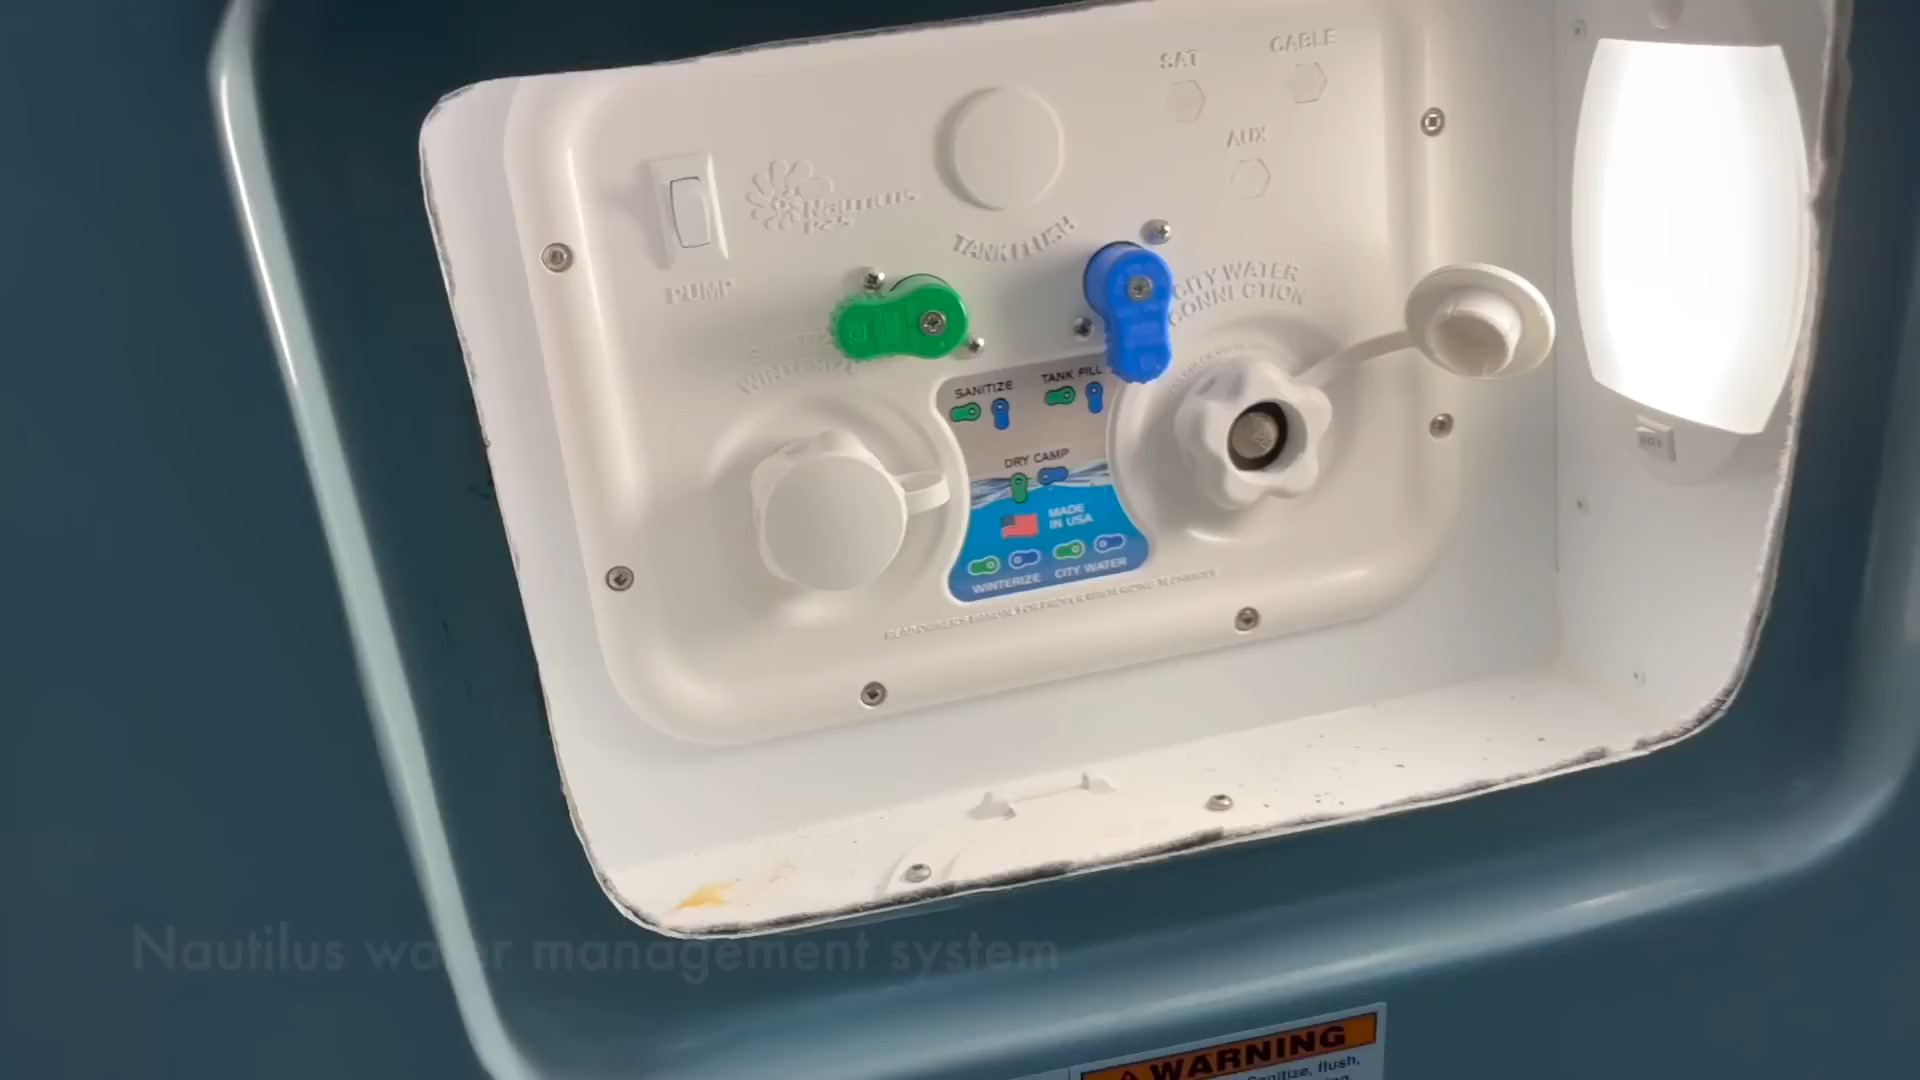 SAT
CABLE
AUX
NAUTILUS
TANK FLUSH
PUMP
CITY WATER
CONNECTION
WINTERIZE
SANITIZE
TANK FILL
DRY CAMP
MADE
IN USA
WINTERIZE
CITY WATER
Nautilus water management system
WARNING
Sanitize, flush,